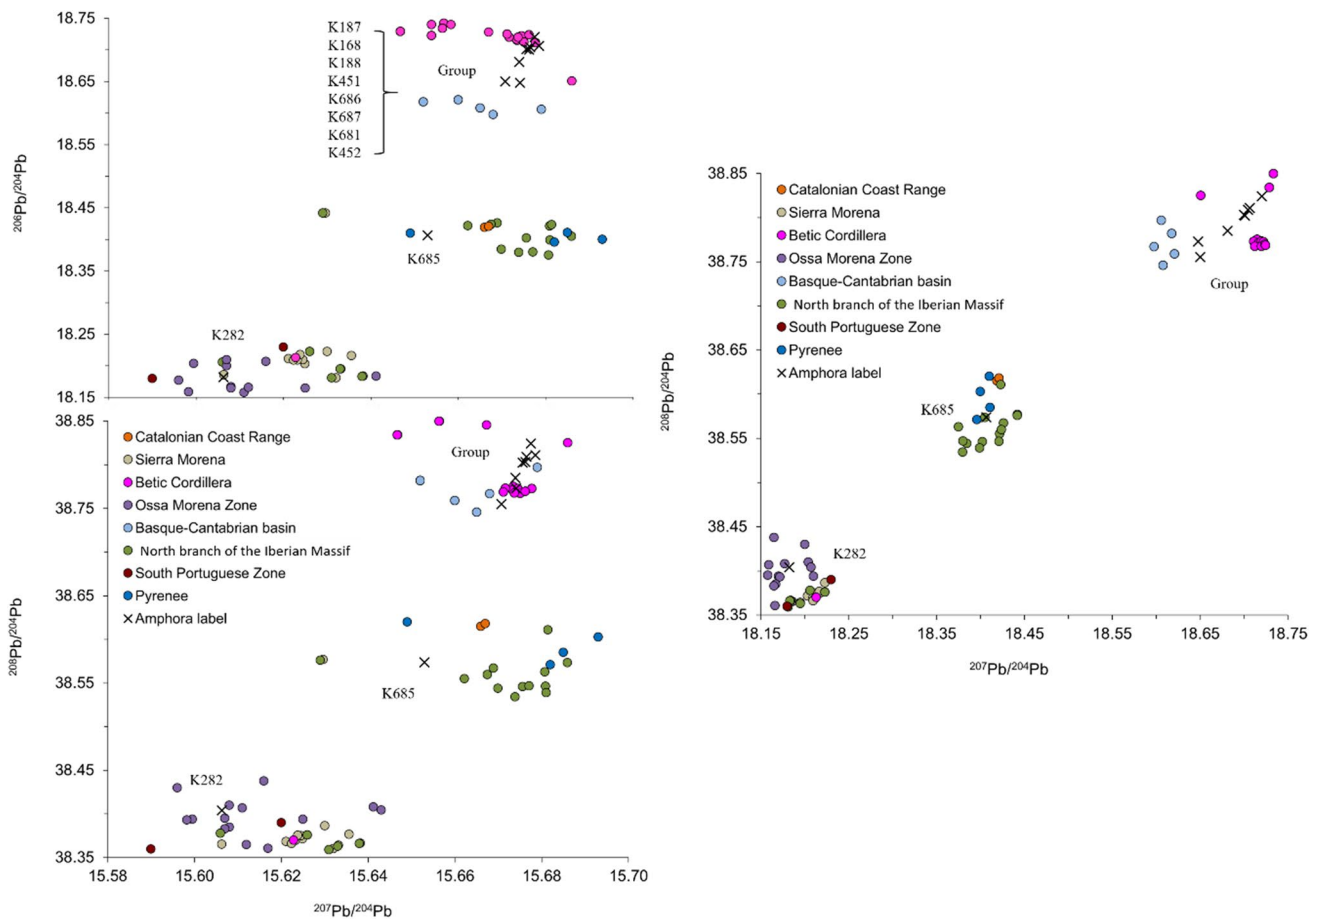 18.75
18.65
18.55
18.45
18.35
18.25
18.15
206Pb/204Pb
K187
K168
K188
K451
K686
K687
K681
K452
Group
K685
K282
38.85
38.75
38.65
38.55
38.45
38.35
208Pb/204Pb
Catalonian Coast Range
Sierra Morena
Betic Cordillera
Ossa Morena Zone
Basque-Cantabrian basin
North branch of the Iberian Massif
South Portuguese Zone
Pyrenee
Amphora label
Group
K685
K282
15.58 15.60 15.62 15.64 15.66 15.68 15.70
207Pb/204Pb
38.85
38.75
38.65
38.55
38.45
38.35
208Pb/204Pb
Catalonian Coast Range
Sierra Morena
Betic Cordillera
Ossa Morena Zone
Basque-Cantabrian basin
North branch of the Iberian Massif
South Portuguese Zone
Pyrenee
Amphora label
Group
K685
K282
18.15 18.25 18.35 18.45 18.55 18.65 18.75
207Pb/204Pb